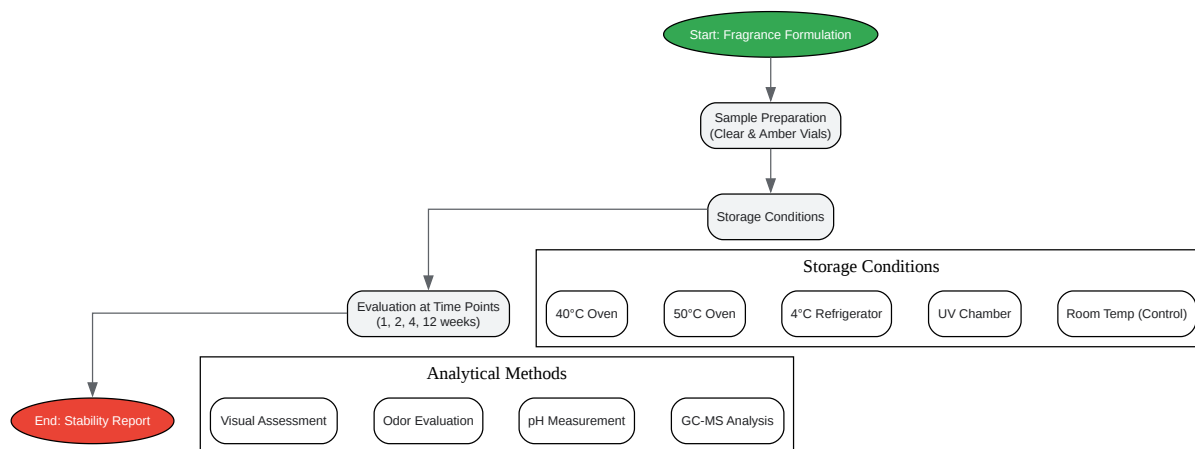 Start: Fragrance Formulation
Sample Preparation
(Clear & Amber Vials)
Storage Conditions
Storage Conditions
40°C Oven
50°C Oven
4°C Refrigerator
UV Chamber
Room Temp (Control)
Evaluation at Time Points
(1, 2, 4, 12 weeks)
Analytical Methods
Visual Assessment
Odor Evaluation
pH Measurement
GC-MS Analysis
End: Stability Report